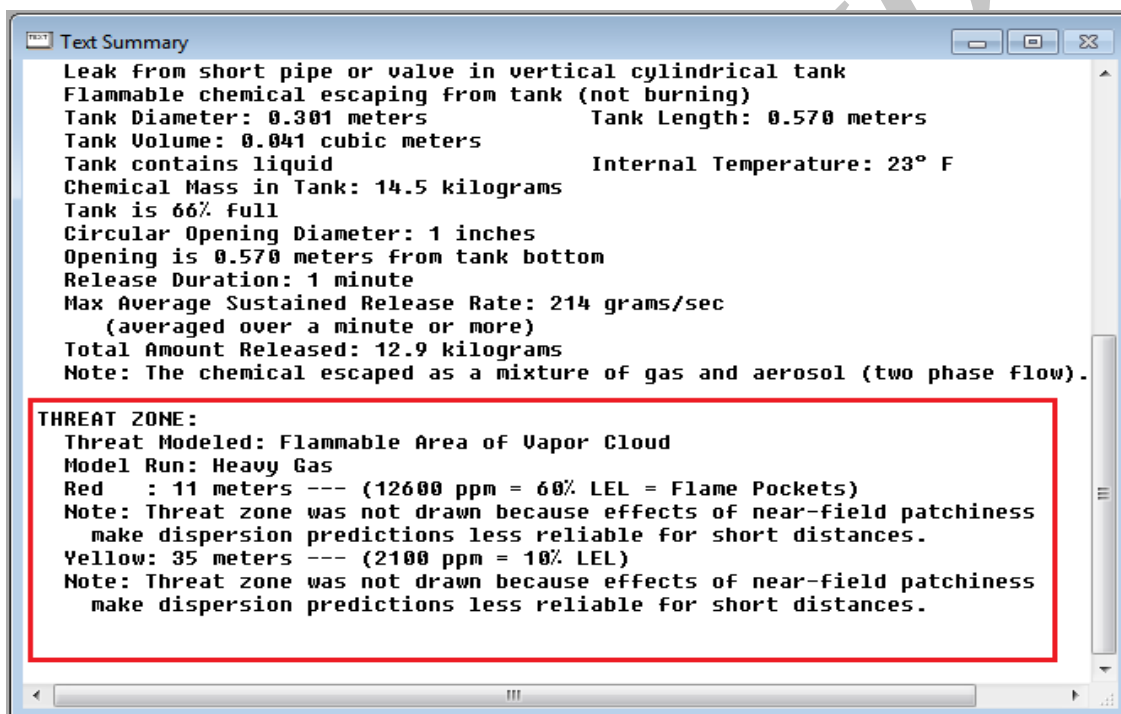 Text Summary
Leak from short pipe or valve in vertical cylindrical tank
Flammable chemical escaping from tank (not burning)
Tank Diameter: 0.301 meters Tank Length: 0.570 meters
Tank Volume: 0.041 cubic meters
Tank contains liquid Internal Temperature: 23° F
Chemical Mass in Tank: 14.5 kilograms
Tank is 66% full
Circular Opening Diameter: 1 inches
Opening is 0.570 meters from tank bottom
Release Duration: 1 minute
Max Average Sustained Release Rate: 214 grams/sec
(averaged over a minute or more)
Total Amount Released: 12.9 kilograms
Note: The chemical escaped as a mixture of gas and aerosol (two phase flow).
THREAT ZONE:
Threat Modeled: Flammable Area of Vapor Cloud
Model Run: Heavy Gas
Red : 11 meters --- (12600 ppm = 60% LEL = Flame Pockets)
Note: Threat zone was not drawn because effects of near-field patchiness
make dispersion predictions less reliable for short distances.
Yellow: 35 meters --- (2100 ppm = 10% LEL)
Note: Threat zone was not drawn because effects of near-field patchiness
make dispersion predictions less reliable for short distances.